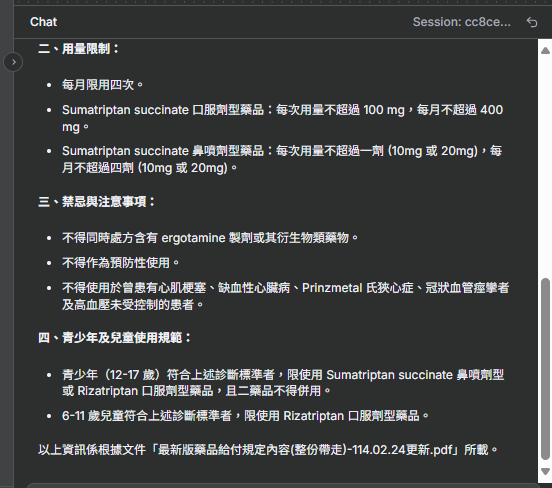 Chat
Session: cc8ce...
二、用量限制：
• 每月限用四次。
• Sumatriptan succinate 口服劑型藥品：每次用量不超過 100 mg，每月不超過 400
mg。
• Sumatriptan succinate 鼻噴劑型藥品：每次用量不超過一劑 (10mg 或 20mg)，每
月不超過四劑 (10mg 或 20mg)。
三、禁忌與注意事項：
• 不得同時處方含有 ergotamine 製劑或其衍生物類藥物。
• 不得作為預防性使用。
• 不得使用於曾患有心肌梗塞、缺血性心臟病、Prinzmetal 氏狹心症、冠狀血管痙攣者
及高血壓未受控制的患者。
四、青少年及兒童使用規範：
• 青少年（12-17 歲）符合上述診斷標準者，限使用 Sumatriptan succinate 鼻噴劑型
或 Rizatriptan 口服劑型藥品，且二藥品不得併用。
• 6-11 歲兒童符合上述診斷標準者，限使用 Rizatriptan 口服劑型藥品。
以上資訊係根據文件「最新版藥品給付規定內容(整份帶走)-114.02.24更新.pdf」所載。